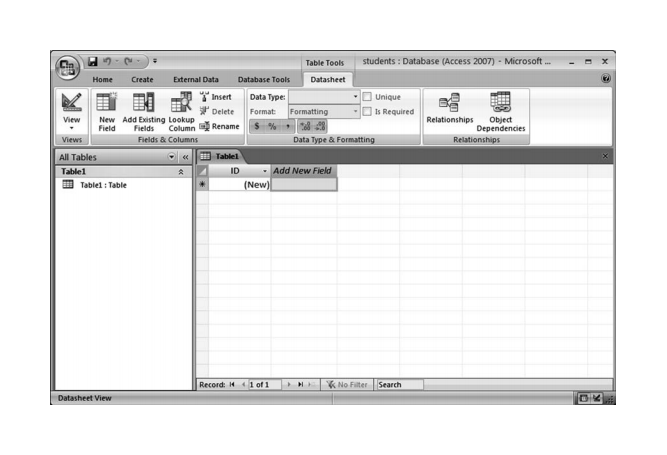 Table Tools students : Database (Access 2007) - Microsoft ...
Home Create External Data Database Tools Datasheet
View
New Field
Add Existing Fields
Lookup Column
Insert
Delete
Rename
Data Type:
Format: Formatting
$ % ,
Unique
Is Required
Relationships
Object Dependencies
Views Fields & Columns Data Type & Formatting Relationships
All Tables
Table1
Table1 : Table
Table1
ID Add New Field
(New)
Record: 1 of 1 No Filter Search
Datasheet View